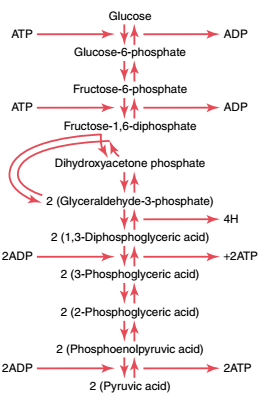 Glucose
ATP ADP
Glucose-6-phosphate
Fructose-6-phosphate
ATP ADP
Fructose-1,6-diphosphate
Dihydroxyacetone phosphate
2 (Glyceraldehyde-3-phosphate)
4H
2 (1,3-Diphosphoglyceric acid)
2ADP +2ATP
2 (3-Phosphoglyceric acid)
2 (2-Phosphoglyceric acid)
2 (Phosphoenolpyruvic acid)
2ADP 2ATP
2 (Pyruvic acid)